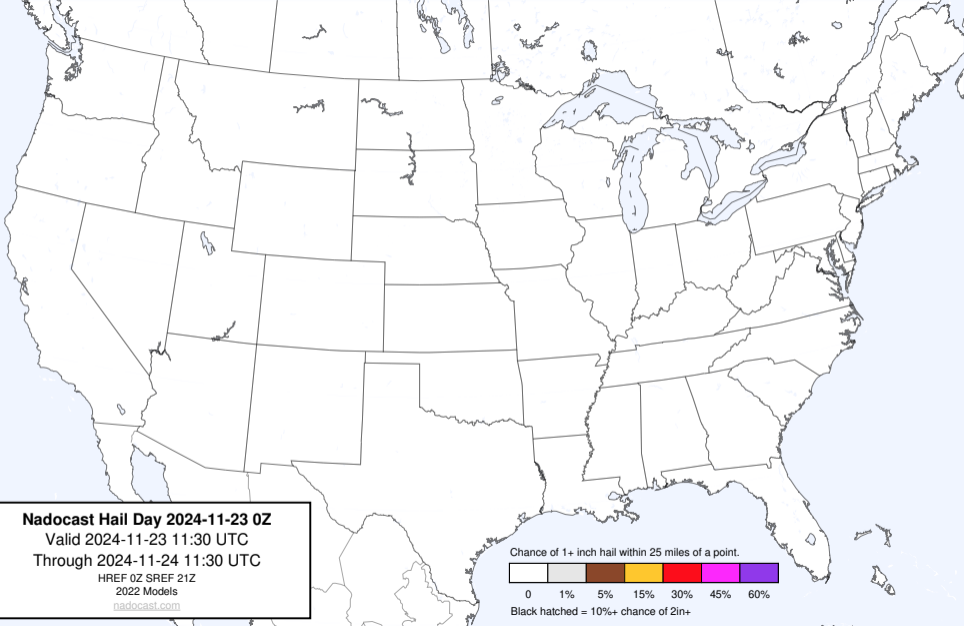 Nadocast Hail Day 2024-11-23 0Z
Valid 2024-11-23 11:30 UTC
Through 2024-11-24 11:30 UTC
HREF 0Z SREF 21Z
2022 Models
nadocast.com
Chance of 1+ inch hail within 25 miles of a point.
0 1% 5% 15% 30% 45% 60%
Black hatched = 10%+ chance of 2in+